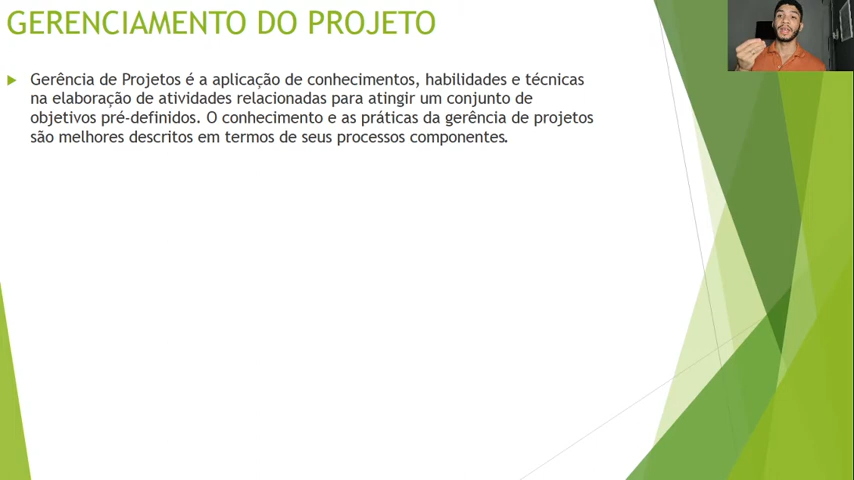 GERENCIAMENTO DO PROJETO
Gerência de Projetos é a aplicação de conhecimentos, habilidades e técnicas
na elaboração de atividades relacionadas para atingir um conjunto de
objetivos pré-definidos. O conhecimento e as práticas da gerência de projetos
são melhores descritos em termos de seus processos componentes.